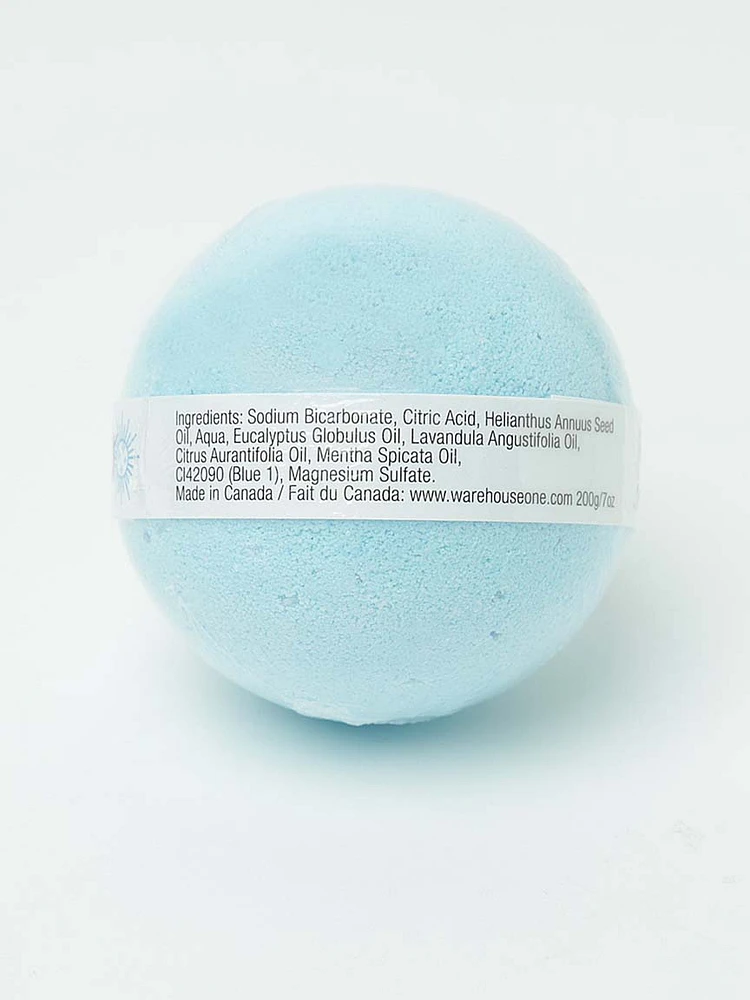 Ingredients: Sodium Bicarbonate, Citric Acid, Helianthus Annuus Seed
Oil, Aqua, Eucalyptus Globulus Oil, Lavandula Angustifolia Oil,
Citrus Aurantifolia Oil, Mentha Spicata Oil,
CI42090 (Blue 1), Magnesium Sulfate.
Made in Canada / Fait du Canada: www.warehouseone.com 200g/7oz